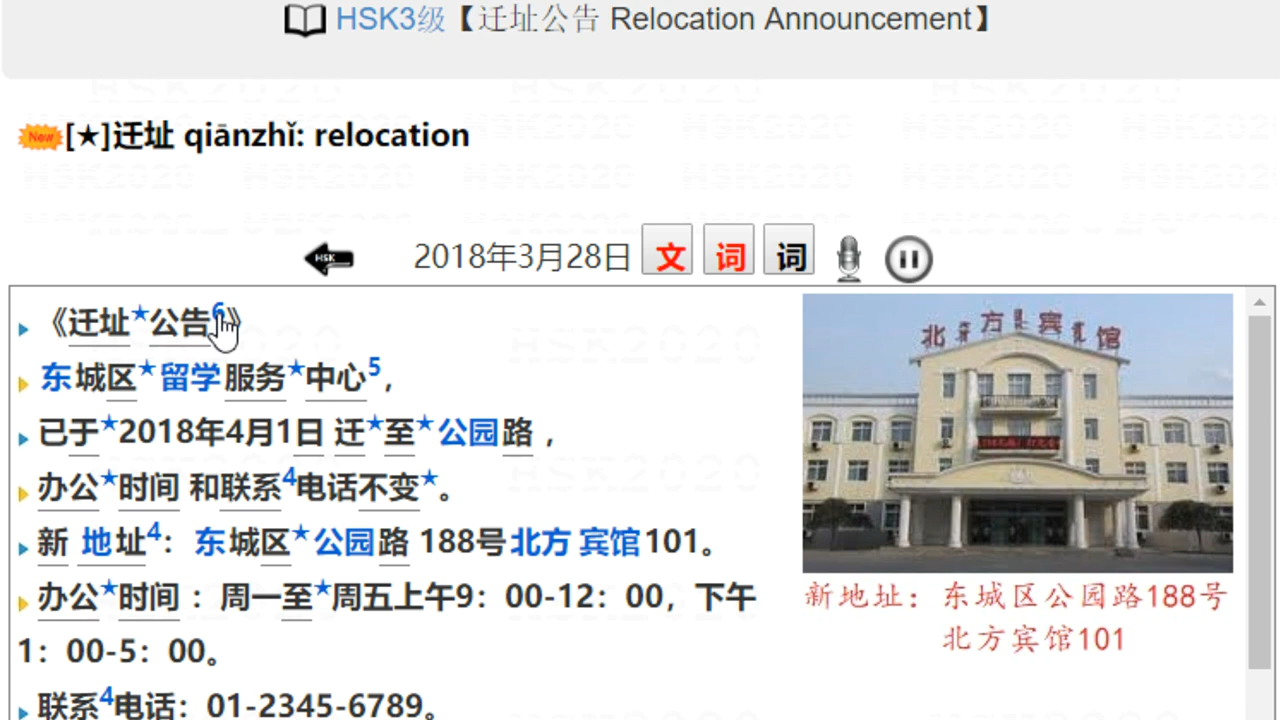 HSK3级【迁址公告 Relocation Announcement】
New [★]迁址 qiānzhǐ: relocation
2018年3月28日 文 词 词
《迁址★公告6》
东城区★留学服务★中心5，
已于★2018年4月1日 迁★至★公园路，
办公★时间 和联系4电话不变★。
新 地址4：东城区★公园路 188号北方 宾馆101。
办公★时间：周一至★周五上午9：00-12：00，下午
1：00-5：00。
联系4电话：01-2345-6789。
北方宾馆
新地址：东城区公园路188号
北方宾馆101